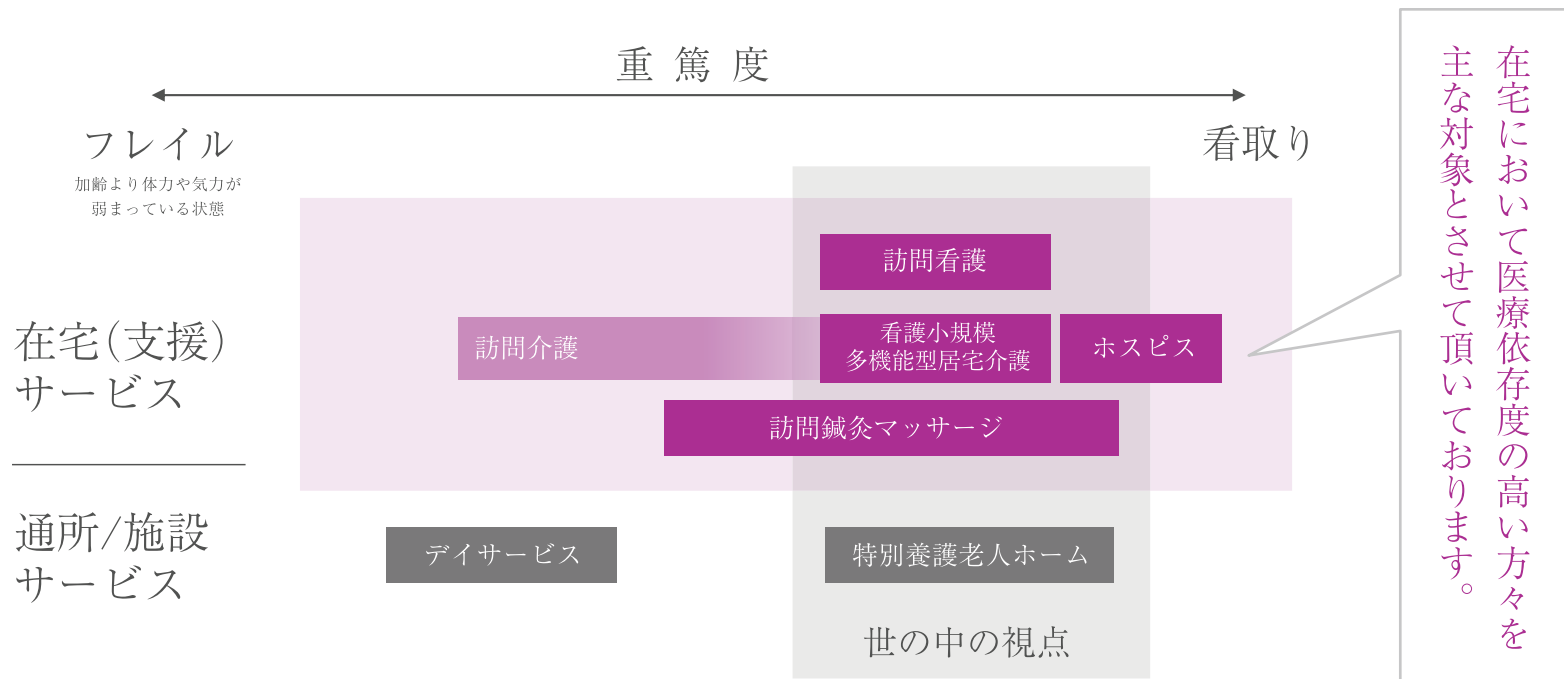 重篤度
フレイル
加齢より体力や気力が
弱まっている状態
看取り
在宅(支援)
サービス
訪問看護
訪問介護
看護小規模
多機能型居宅介護
ホスピス
訪問鍼灸マッサージ
通所/施設
サービス
デイサービス
特別養護老人ホーム
世の中の視点
在宅において医療依存度の高い方々を
主な対象とさせて頂いております。